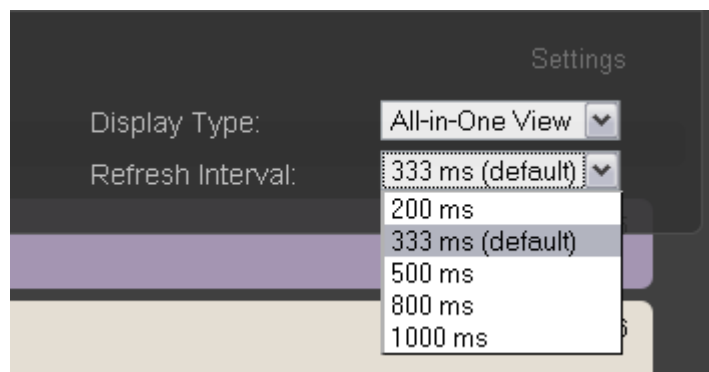 Settings
Display Type: All-in-One View
Refresh Interval: 333 ms (default)
200 ms
333 ms (default)
500 ms
800 ms
1000 ms